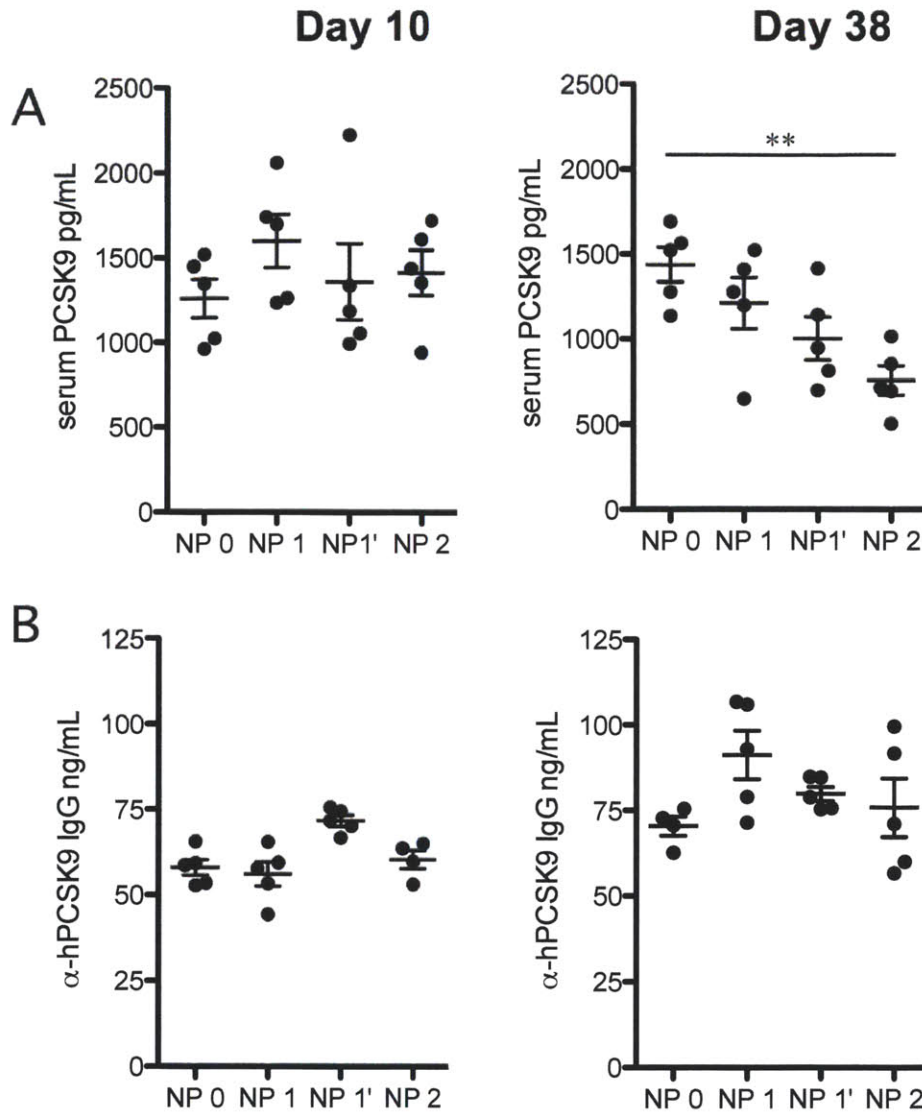 Day 10
Day 38
A
serum PCSK9 pg/mL
2500
2000
1500
1000
500
0
NP 0 NP 1 NP1' NP 2
serum PCSK9 pg/mL
2500
2000
1500
1000
500
0
**
NP 0 NP 1 NP1' NP 2
B
α-hPCSK9 IgG ng/mL
125
100
75
50
25
0
NP 0 NP 1 NP 1' NP 2
α-hPCSK9 IgG ng/mL
125
100
75
50
25
0
NP 0 NP 1 NP 1' NP 2